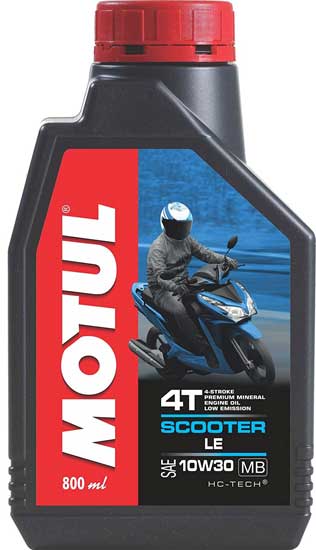 MOTUL®
800 ml
4T
4-STROKE
PREMIUM MINERAL
ENGINE OIL
LOW EMISSION
SCOOTER
LE
SAE 10W30 MB
HC-TECH®